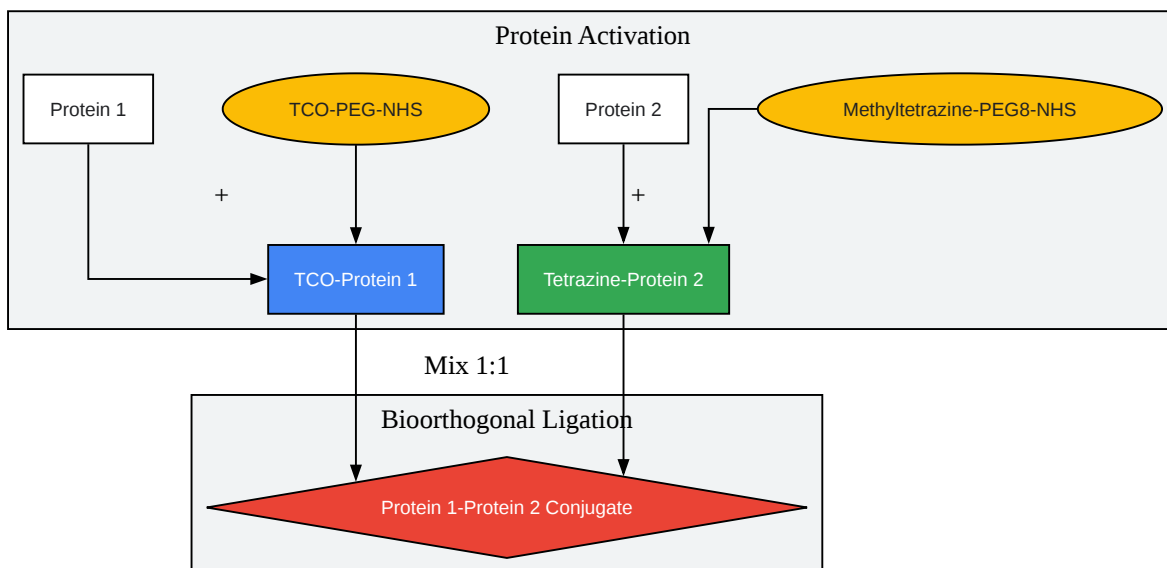 Protein Activation
Protein 1
TCO-PEG-NHS
Protein 2
Methyltetrazine-PEG8-NHS
+
+
TCO-Protein 1
Tetrazine-Protein 2
Mix 1:1
Bioorthogonal Ligation
Protein 1-Protein 2 Conjugate